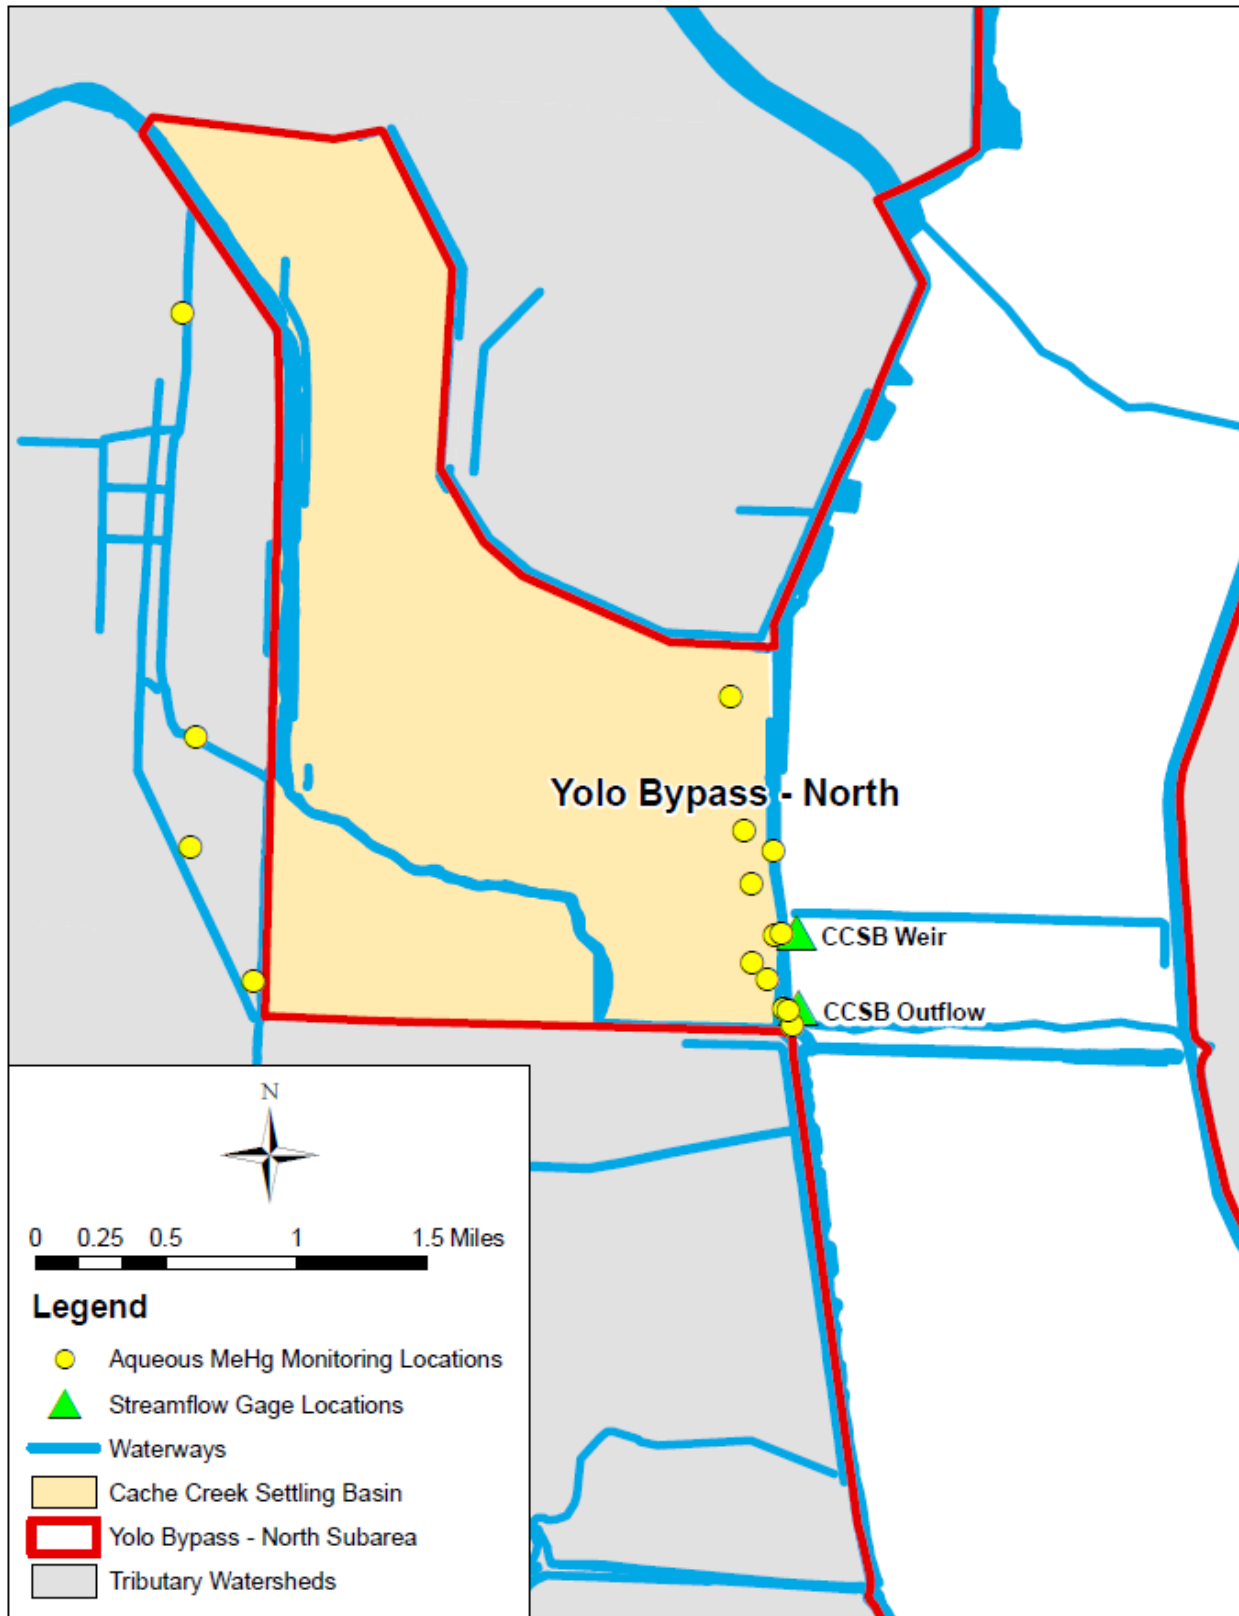 Yolo Bypass - North
CCSB Weir
CCSB Outflow
N
0 0.25 0.5 1 1.5 Miles
Legend
Aqueous MeHg Monitoring Locations
Streamflow Gage Locations
Waterways
Cache Creek Settling Basin
Yolo Bypass - North Subarea
Tributary Watersheds